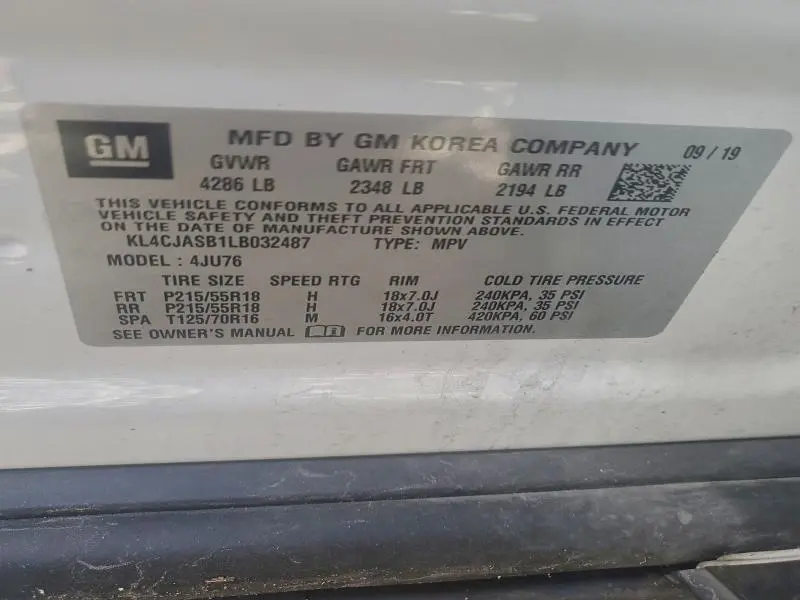 GM MFD BY GM KOREA COMPANY 09 / 19
GVWR GAWR FRT GAWR RR
4286 LB 2348 LB 2194 LB
THIS VEHICLE CONFORMS TO ALL APPLICABLE U.S. FEDERAL MOTOR
VEHICLE SAFETY AND THEFT PREVENTION STANDARDS IN EFFECT
ON THE DATE OF MANUFACTURE SHOWN ABOVE.
KL4CJASB1LB032487 TYPE: MPV
MODEL : 4JU76
TIRE SIZE SPEED RTG RIM COLD TIRE PRESSURE
FRT P215/55R18 H 18x7.0J 240KPA, 35 PSI
RR P215/55R18 H 18x7.0J 240KPA, 35 PSI
SPA T125/70R16 M 16x4.0T 420KPA, 60 PSI
SEE OWNER'S MANUAL FOR MORE INFORMATION.